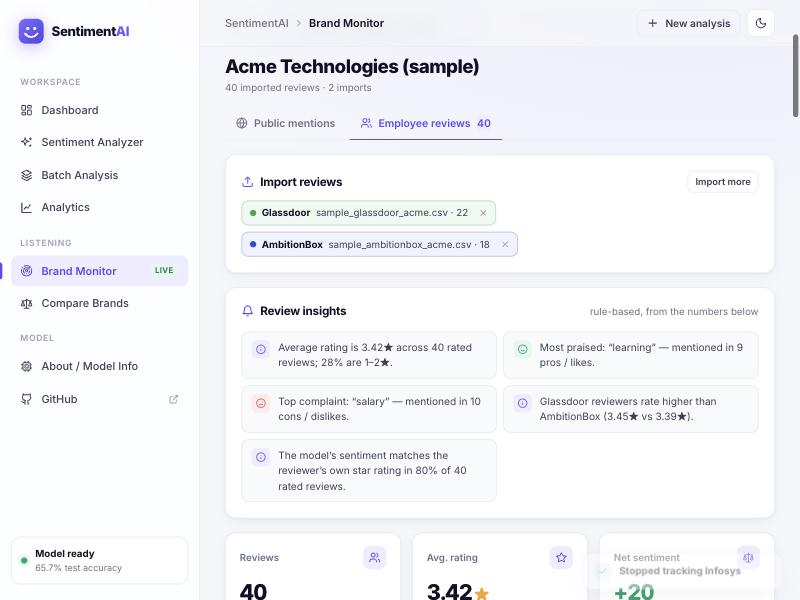 SentimentAI
SentimentAI > Brand Monitor
New analysis
WORKSPACE
Dashboard
Sentiment Analyzer
Batch Analysis
Analytics
LISTENING
Brand Monitor LIVE
Compare Brands
MODEL
About / Model Info
GitHub
Model ready
65.7% test accuracy
Acme Technologies (sample)
40 imported reviews · 2 imports
Public mentions
Employee reviews 40
Import reviews
Import more
Glassdoor sample_glassdoor_acme.csv · 22 ×
AmbitionBox sample_ambitionbox_acme.csv · 18 ×
Review insights
rule-based, from the numbers below
Average rating is 3.42★ across 40 rated
reviews; 28% are 1–2★.
Most praised: “learning” — mentioned in 9
pros / likes.
Top complaint: “salary” — mentioned in 10
cons / dislikes.
Glassdoor reviewers rate higher than
AmbitionBox (3.45★ vs 3.39★).
The model’s sentiment matches the
reviewer’s own star rating in 80% of 40
rated reviews.
Reviews
40
Avg. rating
3.42★
Net sentiment
Stopped tracking Infosys
+20